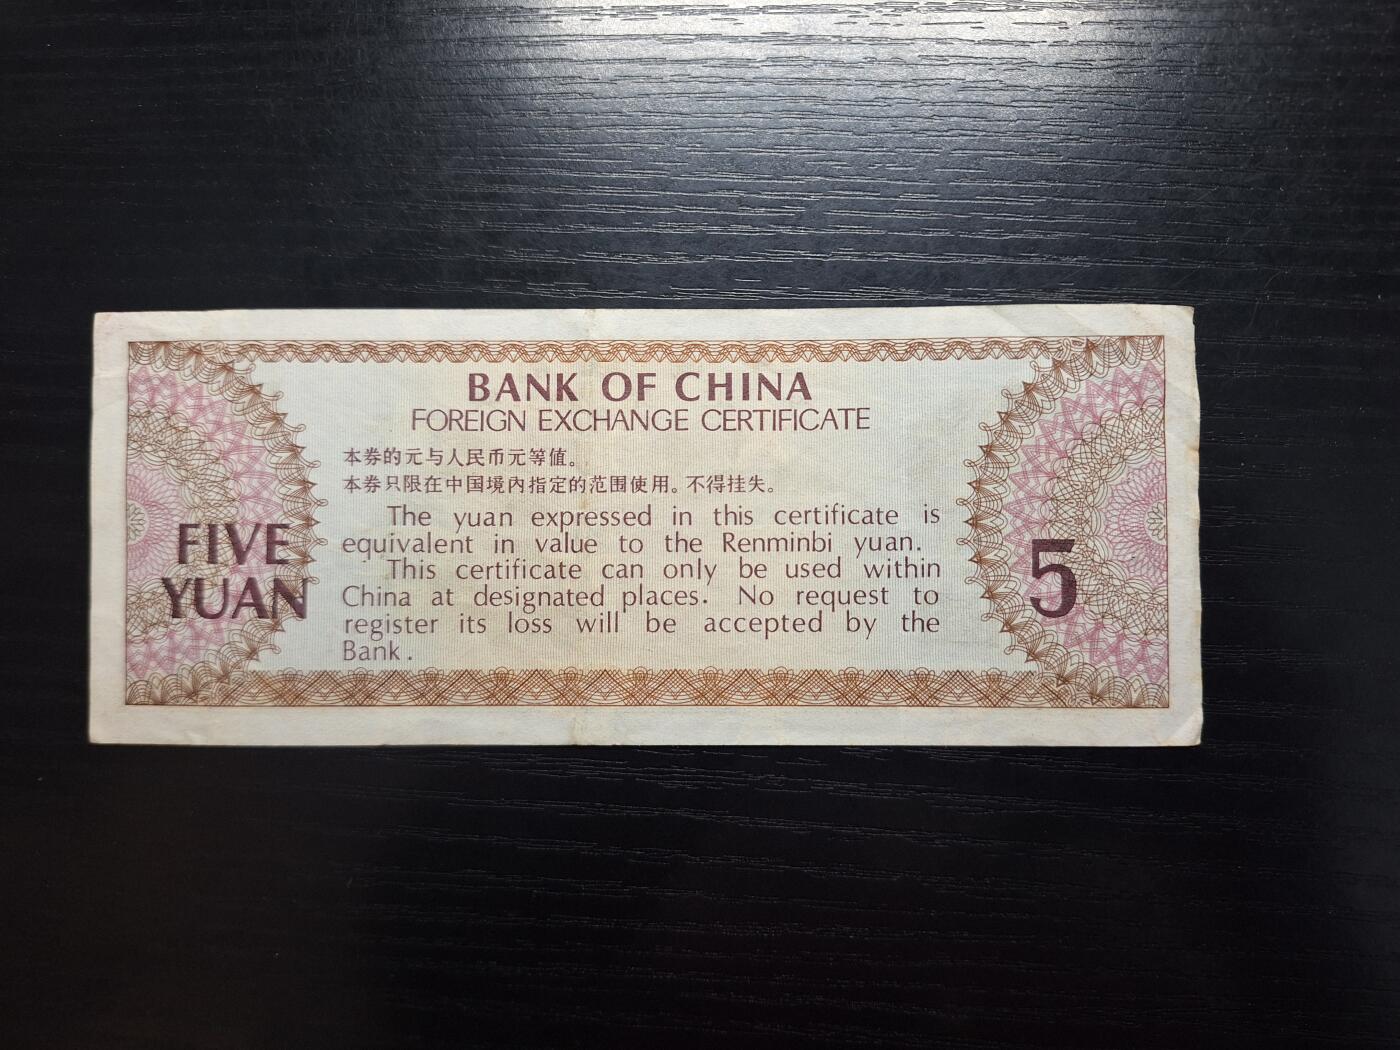 BANK OF CHINA
FOREIGN EXCHANGE CERTIFICATE
本券的元与人民币元等值。
本券只限在中国境内指定的范围使用。不得挂失。
The yuan expressed in this certificate is
equivalent in value to the Renminbi yuan.
This certificate can only be used within
China at designated places. No request to
register its loss will be accepted by the
Bank.
FIVE
YUAN
5